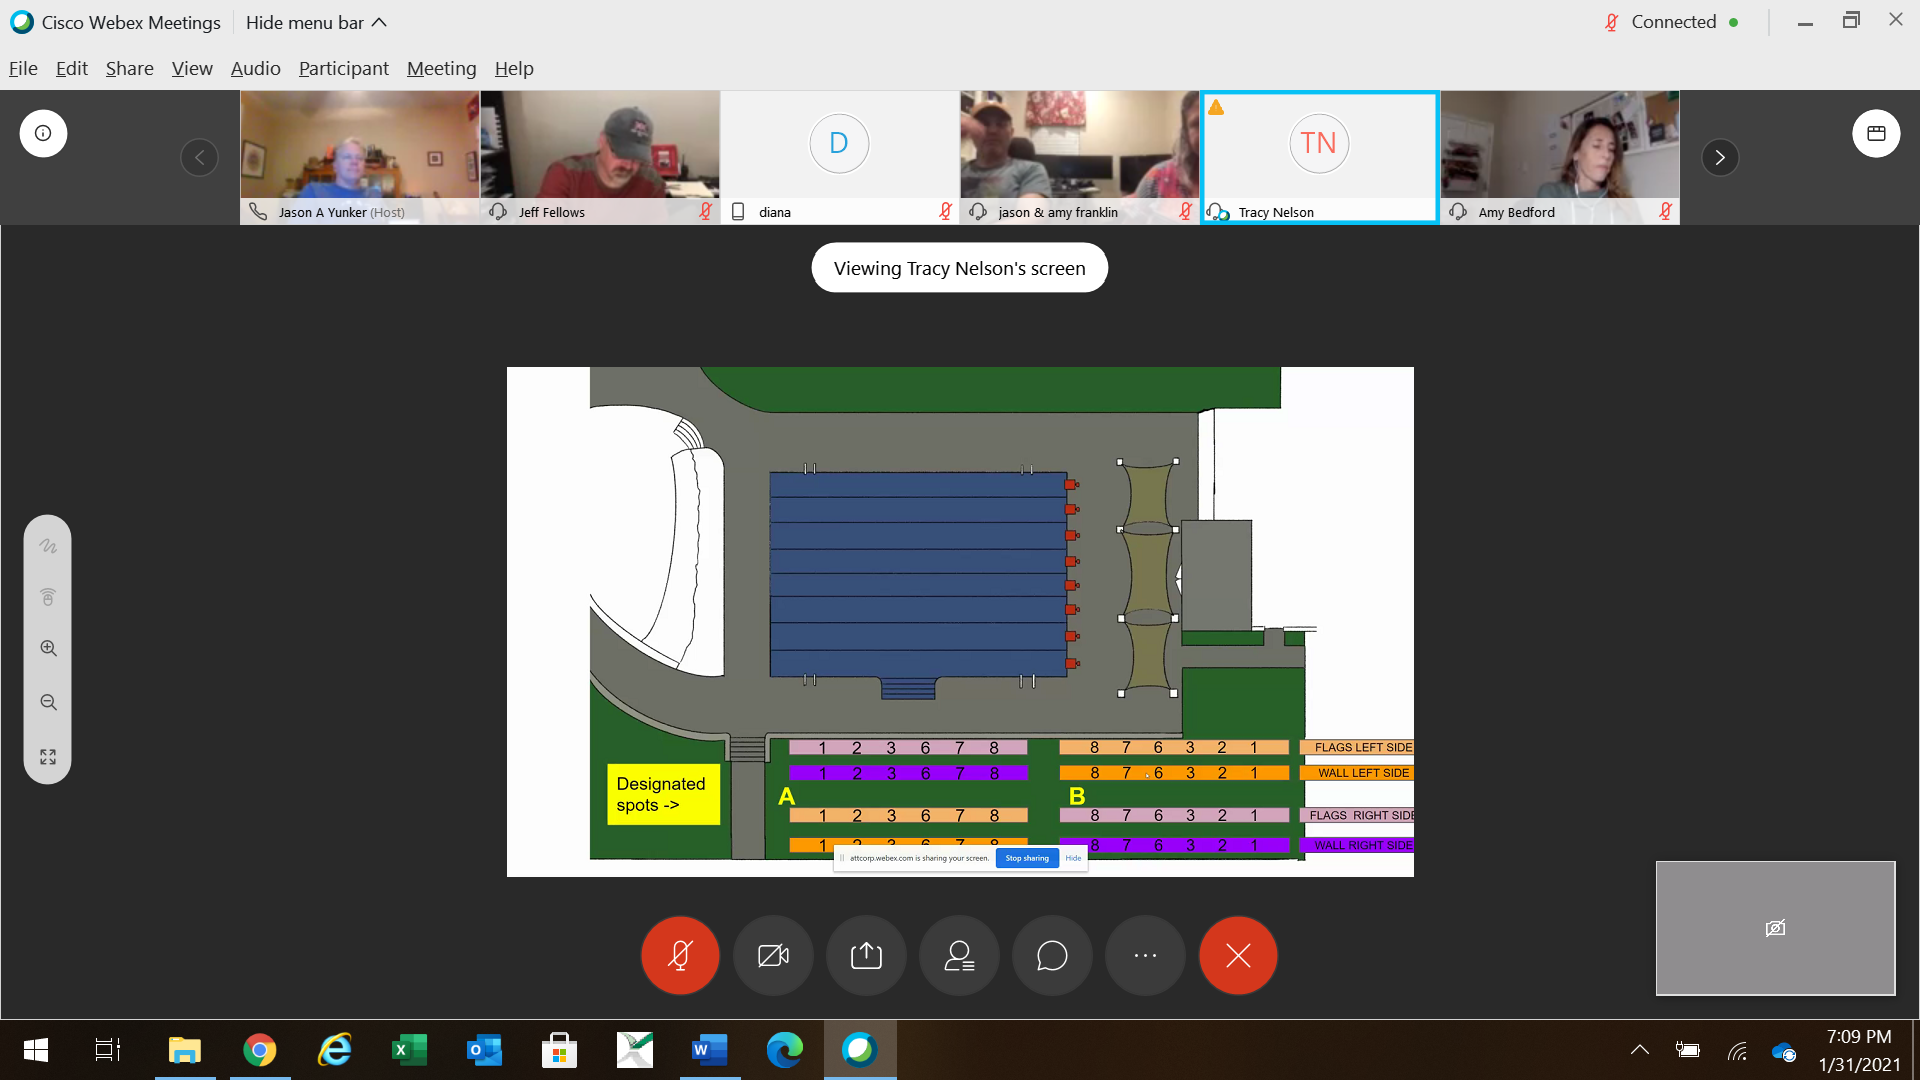 Cisco Webex Meetings
Hide menu bar
Connected
File Edit Share View Audio Participant Meeting Help
D
TN
Jason A Yunker (Host)
Jeff Fellows
diana
jason & amy franklin
Tracy Nelson
Amy Bedford
Viewing Tracy Nelson's screen
1 2 3 6 7 8
8 7 6 3 2 1
FLAGS LEFT SIDE
1 2 3 6 7 8
8 7 6 3 2 1
WALL LEFT SIDE
Designated
spots ->
A
B
1 2 3 6 7 8
8 7 6 3 2 1
FLAGS RIGHT SIDE
1 2 3 6 7 8
8 7 6 3 2 1
WALL RIGHT SIDE
attcorp.webex.com is sharing your screen.
Stop sharing
Hide
7:09 PM
1/31/2021